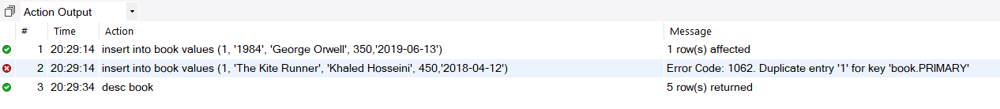 Action Output
# Time Action Message
1 20:29:14 insert into book values (1, '1984', 'George Orwell', 350,'2019-06-13') 1 row(s) affected
2 20:29:14 insert into book values (1, 'The Kite Runner', 'Khaled Hosseini', 450,'2018-04-12') Error Code: 1062. Duplicate entry '1' for key 'book.PRIMARY'
3 20:29:34 desc book 5 row(s) returned